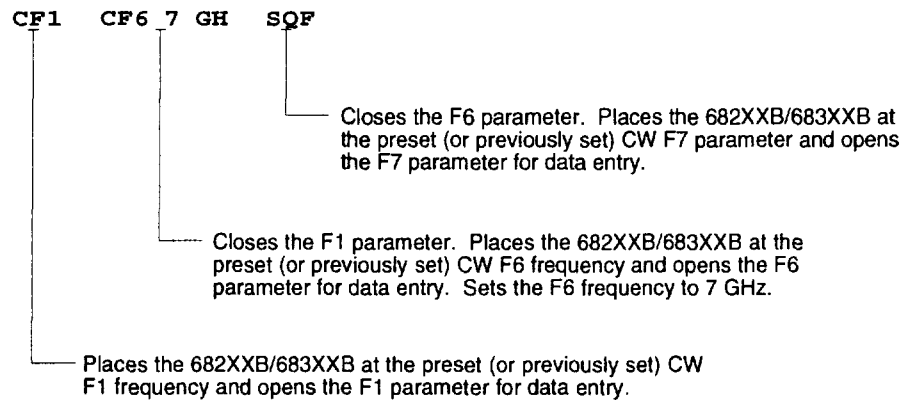 CF1 CF6 7 GH SQF
Closes the F6 parameter. Places the 682XXB/683XXB at
the preset (or previously set) CW F7 parameter and opens
the F7 parameter for data entry.
Closes the F1 parameter. Places the 682XXB/683XXB at the
preset (or previously set) CW F6 frequency and opens the F6
parameter for data entry. Sets the F6 frequency to 7 GHz.
Places the 682XXB/683XXB at the preset (or previously set) CW
F1 frequency and opens the F1 parameter for data entry.